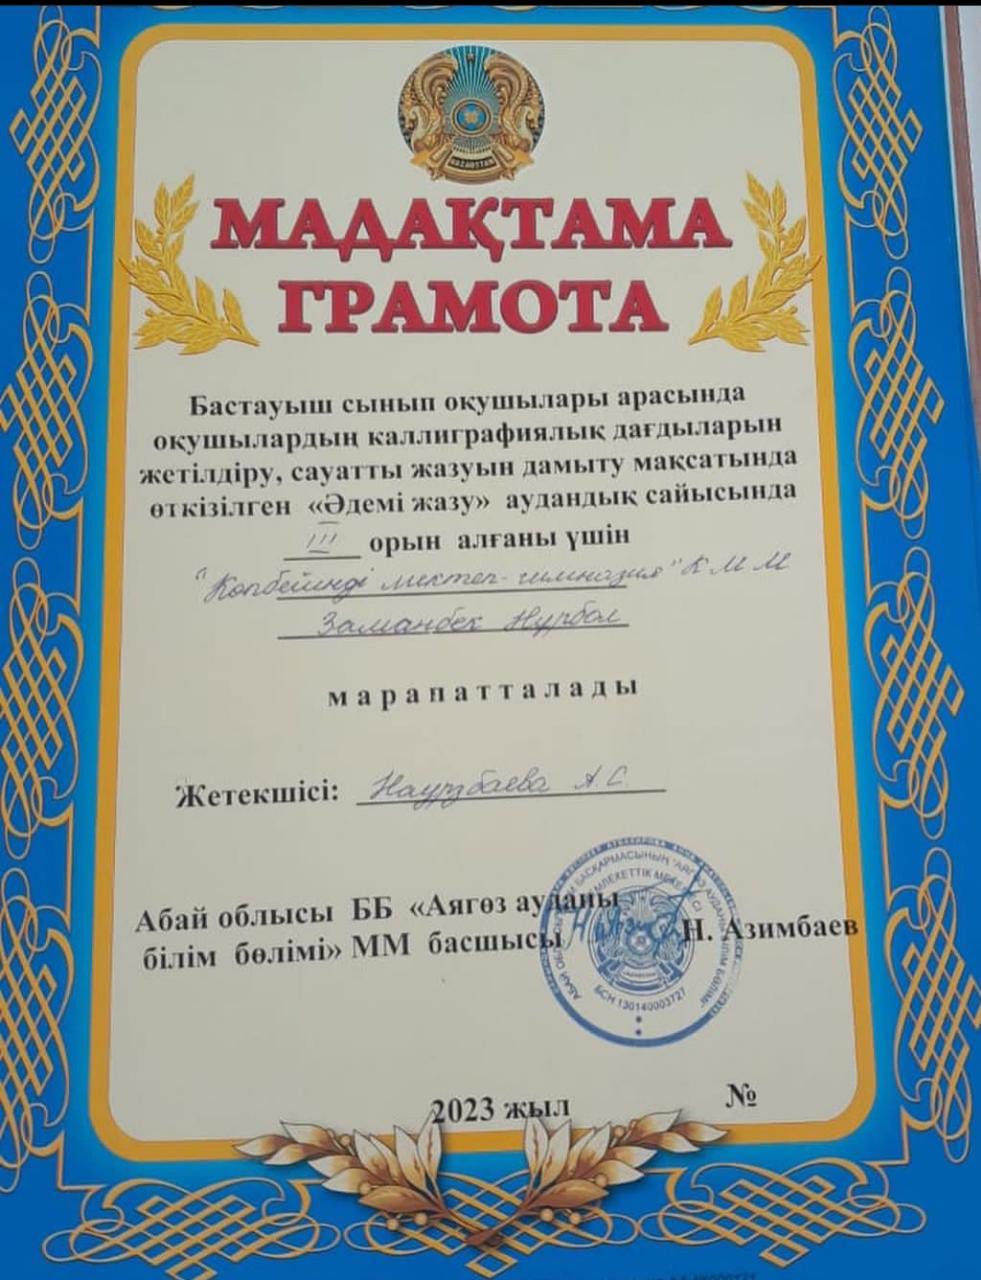 МАДАҚТАМА
ГРАМОТА
Бастауыш сынып оқушылары арасында
оқушылардың каллиграфиялық дағдыларын
жетілдіру, сауатты жазуын дамыту мақсатында
өткізілген «Әдемі жазу» аудандық сайысында
III орын алғаны үшін
"Көпбейінді мектеп-гимназия" КММ
Заманбек Нұрбол
марапатталады
Жетекшісі: Наурзбаева А.С.
Абай облысы ББ «Аягөз ауданы
білім бөлімі» ММ басшысы Н. Азимбаев
БСН 130140003727
2023 жыл №